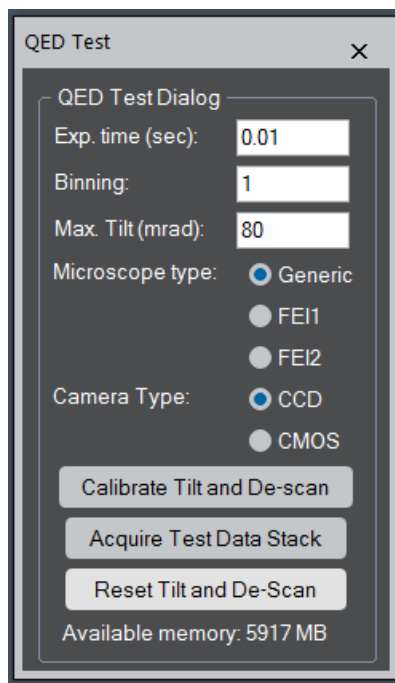 QED Test
QED Test Dialog
Exp. time (sec): 0.01
Binning: 1
Max. Tilt (mrad): 80
Microscope type: Generic
FEI1
FEI2
Camera Type: CCD
CMOS
Calibrate Tilt and De-scan
Acquire Test Data Stack
Reset Tilt and De-Scan
Available memory: 5917 MB